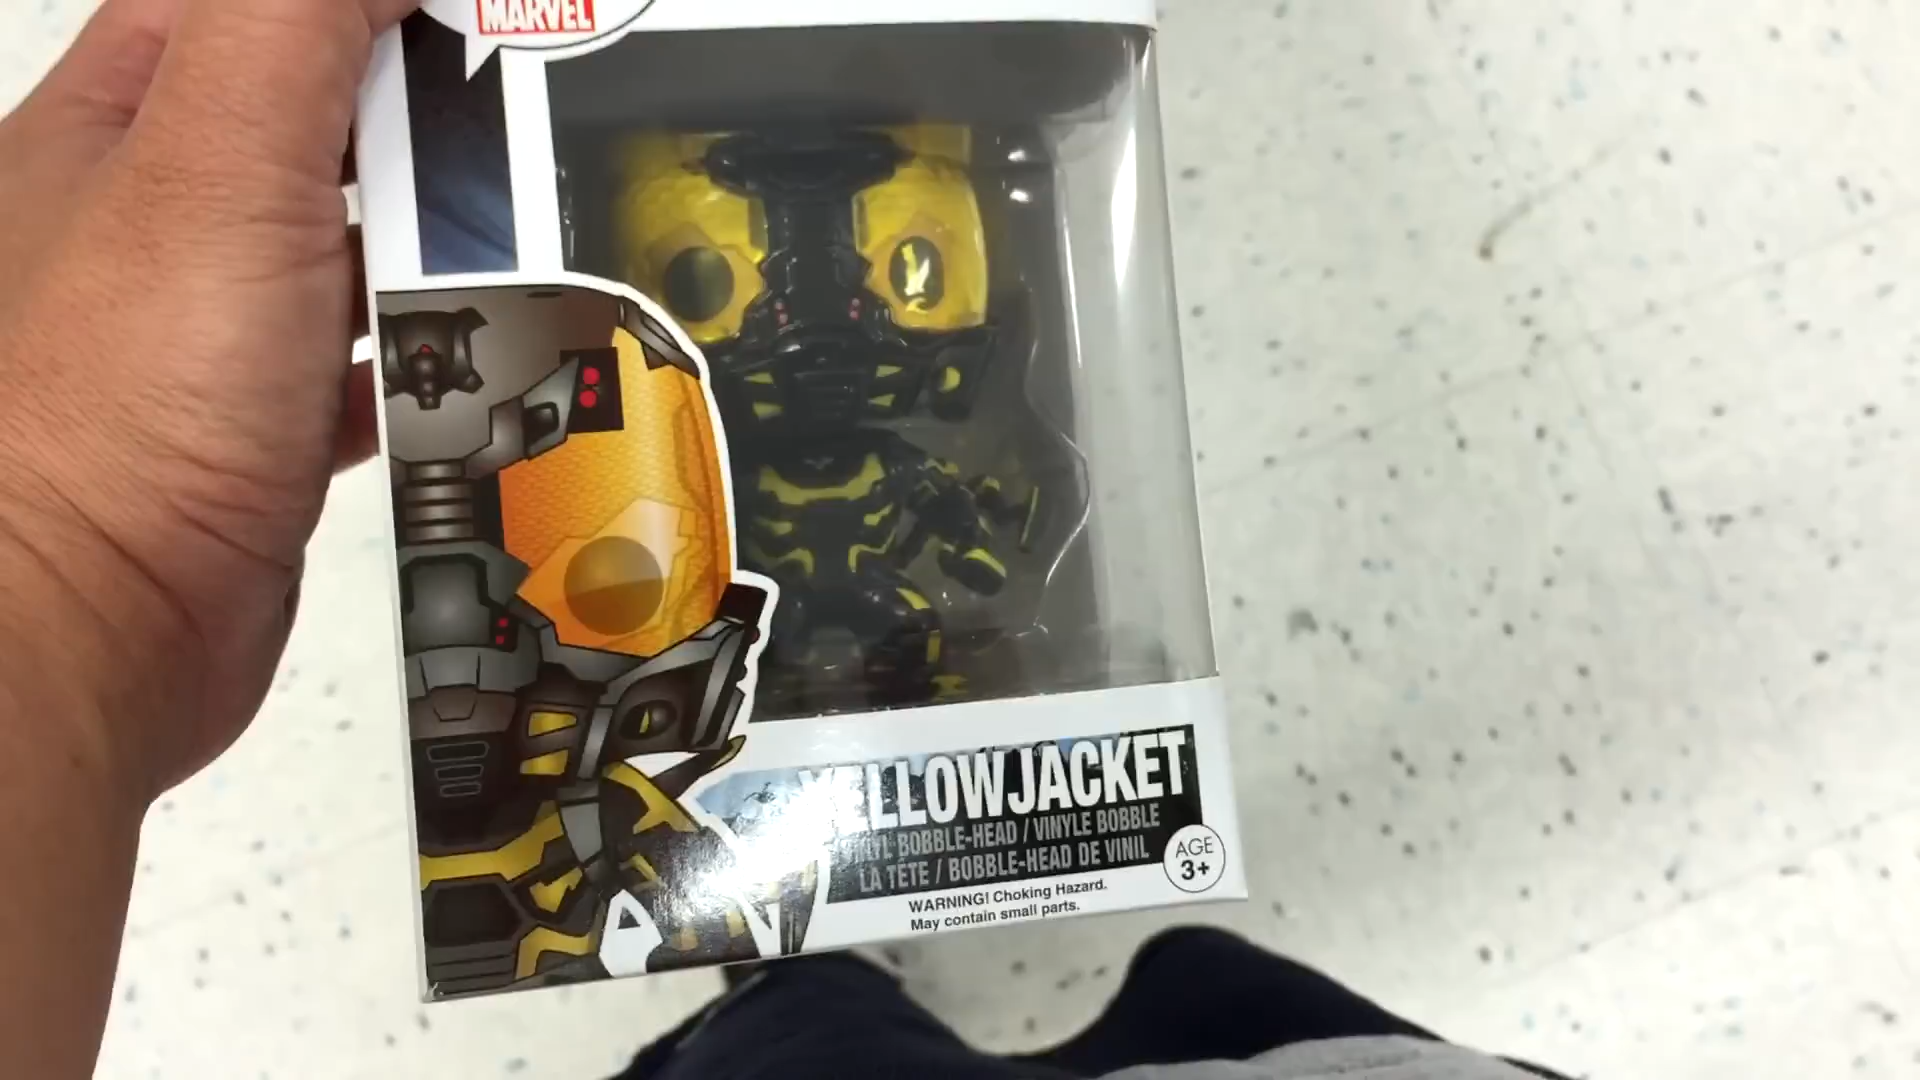 MARVEL
YELLOWJACKET
BOBBLE-HEAD / VINYLE BOBBLE
LA TÊTE / BOBBLE-HEAD DE VINIL
AGE
3+
WARNING! Choking Hazard.
May contain small parts.